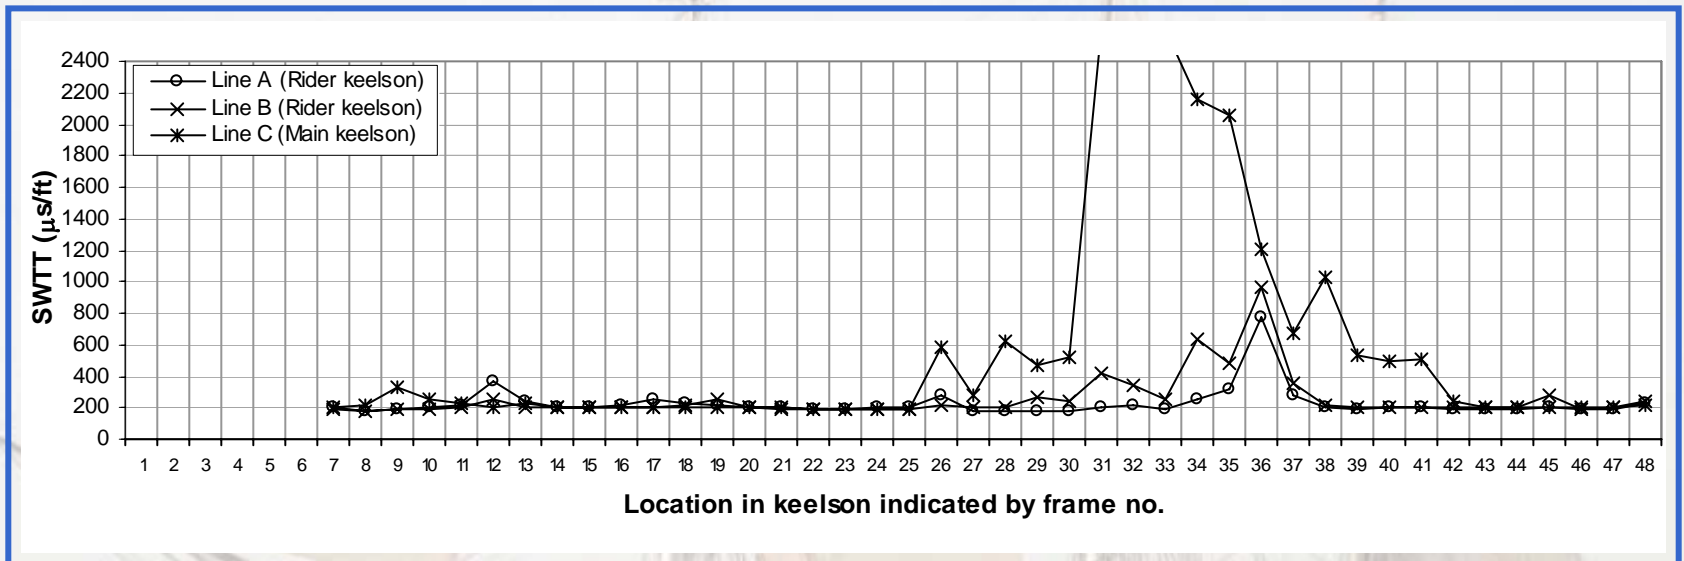 2400
2200
2000
1800
1600
1400
1200
1000
800
600
400
200
0
SWTT (μs/ft)
Line A (Rider keelson)
Line B (Rider keelson)
Line C (Main keelson)
1 2 3 4 5 6 7 8 9 10 11 12 13 14 15 16 17 18 19 20 21 22 23 24 25 26 27 28 29 30 31 32 33 34 35 36 37 38 39 40 41 42 43 44 45 46 47 48
Location in keelson indicated by frame no.